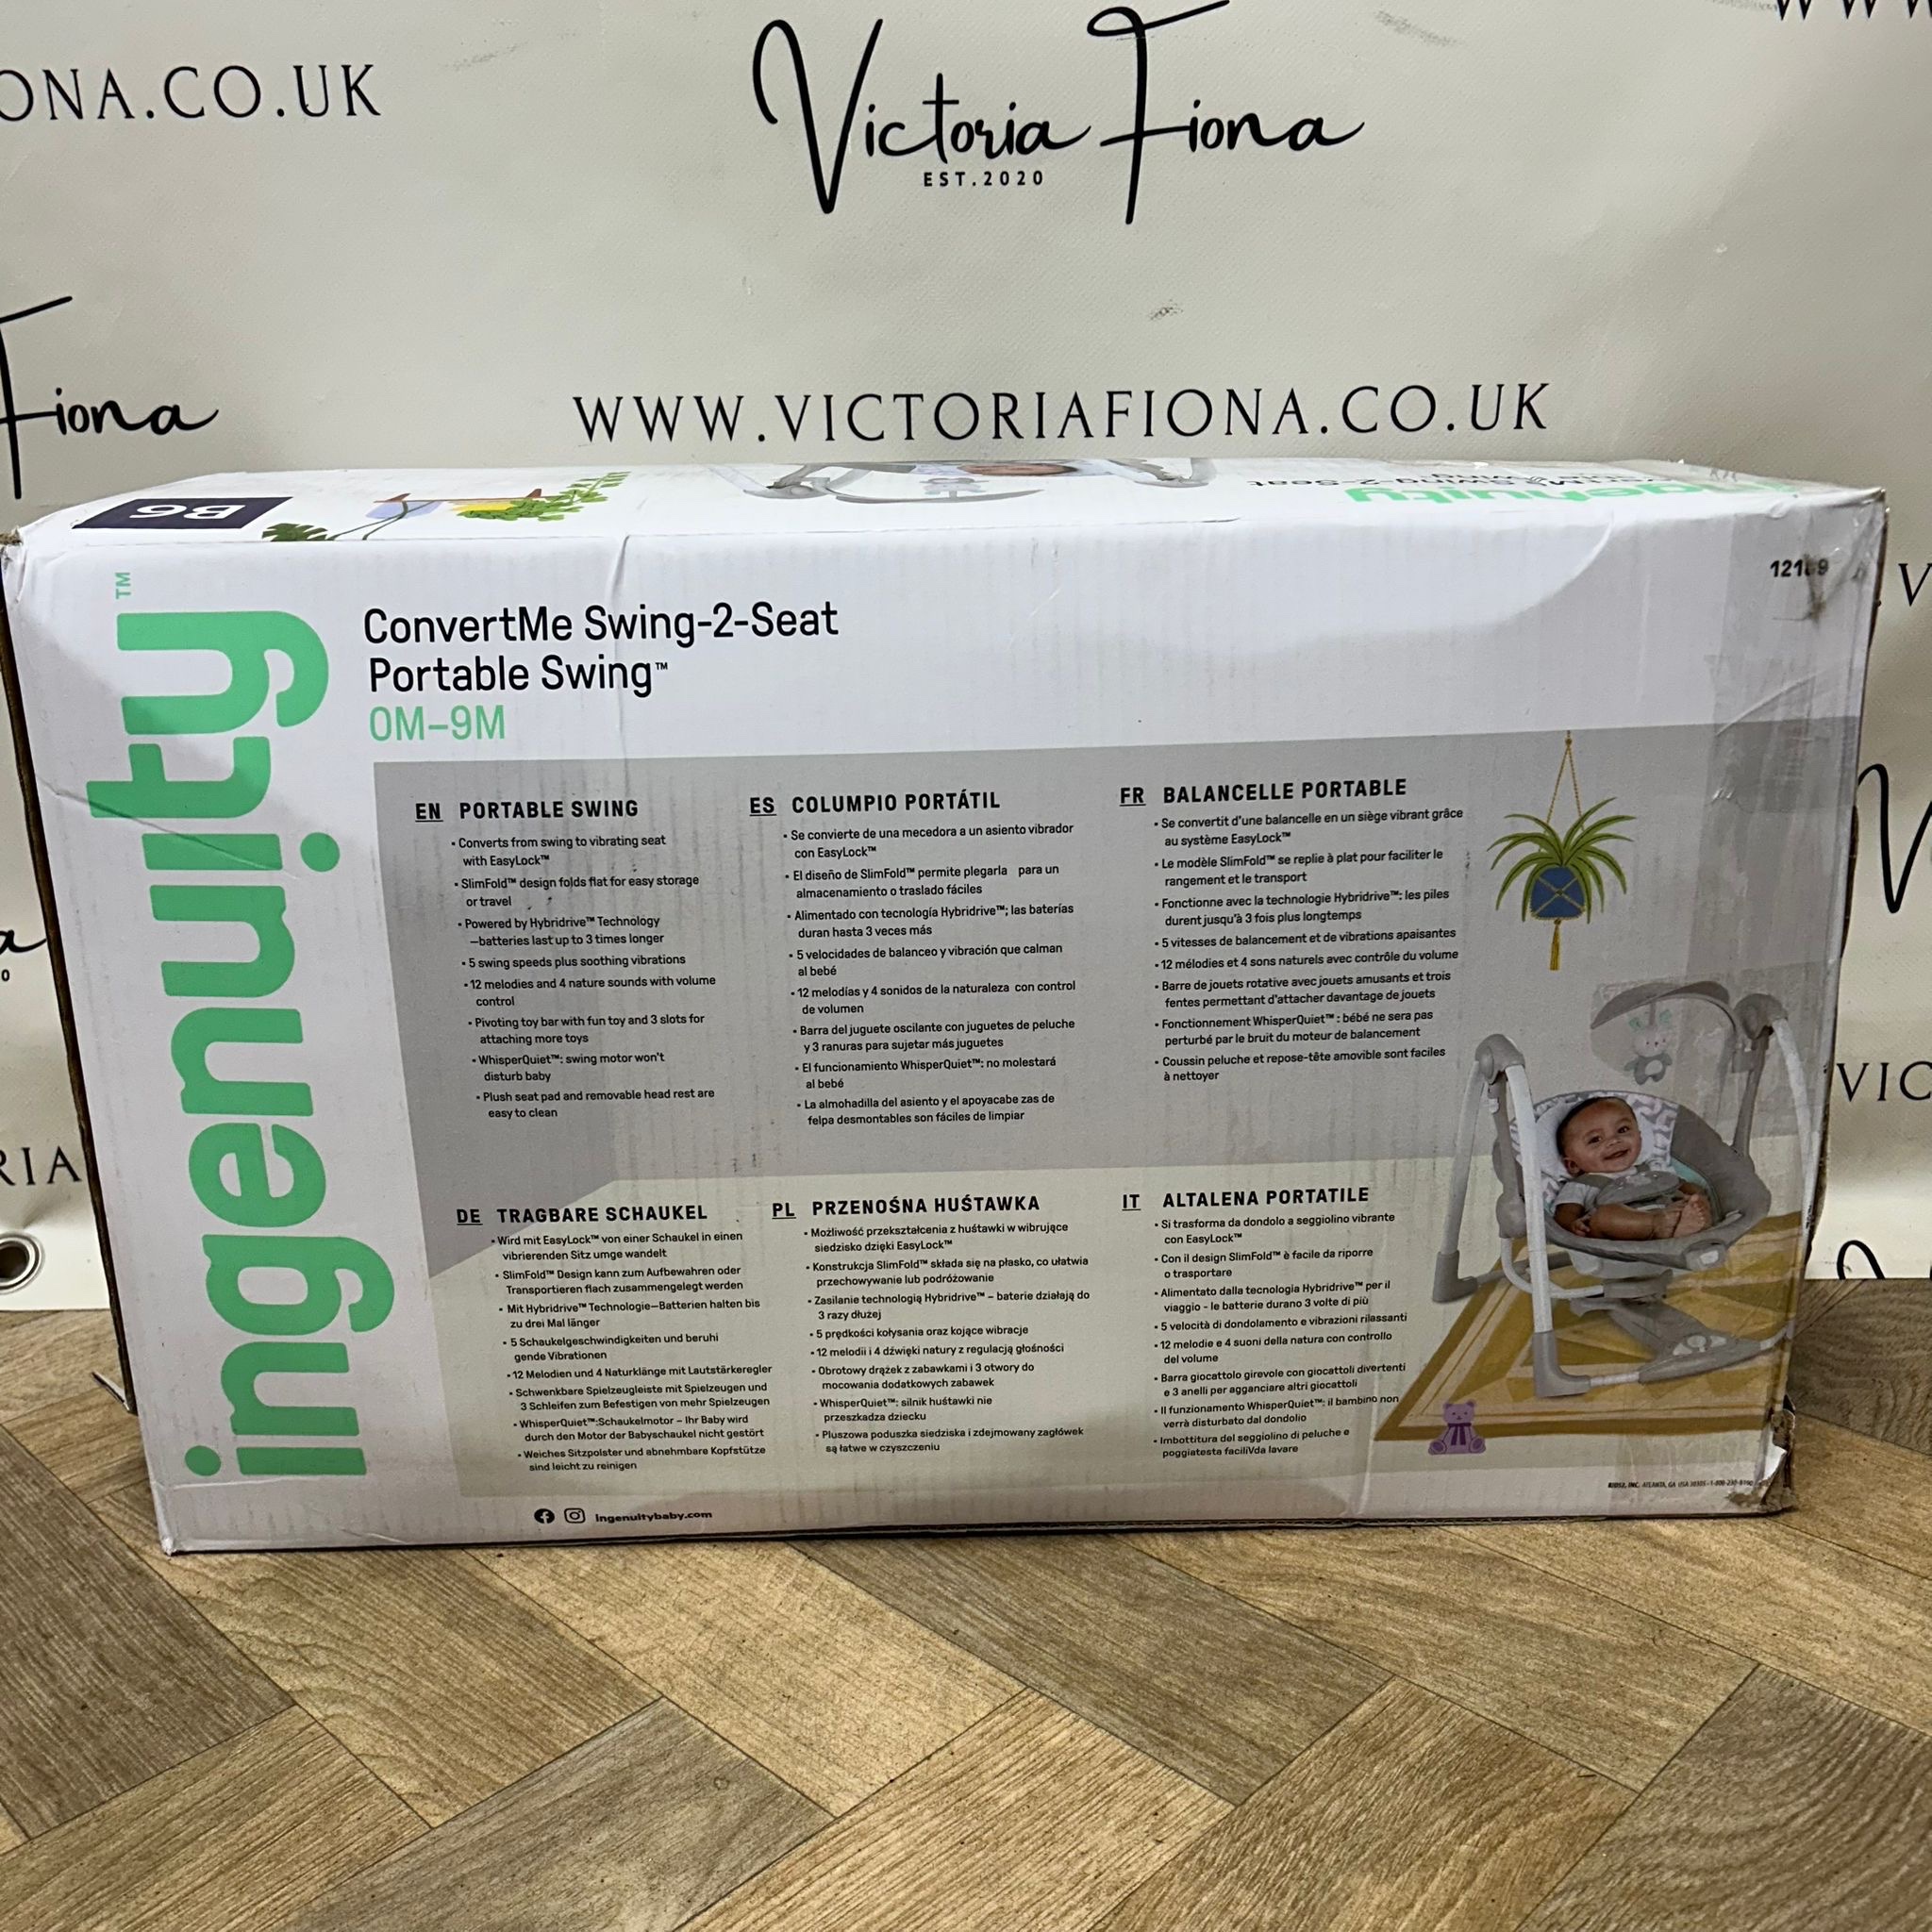 ONA.CO.UK
Victoria Fiona
EST.2020
Fiona
WWW.VICTORIAFIONA.CO.UK
B6
ingenuity
ingenuity™
ConvertMe Swing-2-Seat
Portable Swing™
0M–9M
EN PORTABLE SWING
• Converts from swing to vibrating seat
with EasyLock™
• SlimFold™ design folds flat for easy storage
or travel
• Powered by Hybridrive™ Technology
—batteries last up to 3 times longer
• 5 swing speeds plus soothing vibrations
• 12 melodies and 4 nature sounds with volume
control
• Pivoting toy bar with fun toy and 3 slots for
attaching more toys
• WhisperQuiet™: swing motor won't
disturb baby
• Plush seat pad and removable head rest are
easy to clean
ES COLUMPIO PORTÁTIL
• Se convierte de una mecedora a un asiento vibrador
con EasyLock™
• El diseño de SlimFold™ permite plegarla para un
almacenamiento o traslado fáciles
• Alimentado con tecnología Hybridrive™; las baterías
duran hasta 3 veces más
• 5 velocidades de balanceo y vibración que calman
al bebé
• 12 melodías y 4 sonidos de la naturaleza con control
de volumen
• Barra del juguete oscilante con juguetes de peluche
y 3 ranuras para sujetar más juguetes
• El funcionamiento WhisperQuiet™: no molestará
al bebé
• La almohadilla del asiento y el apoyacabe zas de
felpa desmontables son fáciles de limpiar
FR BALANCELLE PORTABLE
• Se convertit d'une balancelle en un siège vibrant grâce
au système EasyLock™
• Le modèle SlimFold™ se replie à plat pour faciliter le
rangement et le transport
• Fonctionne avec la technologie Hybridrive™: les piles
durent jusqu'à 3 fois plus longtemps
• 5 vitesses de balancement et de vibrations apaisantes
• 12 mélodies et 4 sons naturels avec contrôle du volume
• Barre de jouets rotative avec jouets amusants et trois
fentes permettant d'attacher davantage de jouets
• Fonctionnement WhisperQuiet™ : bébé ne sera pas
perturbé par le bruit du moteur de balancement
• Coussin peluche et repose-tête amovible sont faciles
à nettoyer
DE TRAGBARE SCHAUKEL
• Wird mit EasyLock™ von einer Schaukel in einen
vibrierenden Sitz umge wandelt
• SlimFold™ Design kann zum Aufbewahren oder
Transportieren flach zusammengelegt werden
• Mit Hybridrive™ Technologie—Batterien halten bis
zu drei Mal länger
• 5 Schaukelgeschwindigkeiten und beruhi
gende Vibrationen
• 12 Melodien und 4 Naturklänge mit Lautstärkeregler
• Schwenkbare Spielzeugleiste mit Spielzeugen und
3 Schleifen zum Befestigen von mehr Spielzeugen
• WhisperQuiet™:Schaukelmotor – Ihr Baby wird
durch den Motor der Babyschaukel nicht gestört
• Weiches Sitzpolster und abnehmbare Kopfstütze
sind leicht zu reinigen
PL PRZENOŚNA HUŚTAWKA
• Możliwość przekształcenia z huśtawki w wibrujące
siedzisko dzięki EasyLock™
• Konstrukcja SlimFold™ składa się na płasko, co ułatwia
przechowywanie lub podróżowanie
• Zasilanie technologią Hybridrive™ – baterie działają do
3 razy dłużej
• 5 prędkości kołysania oraz kojące wibracje
• 12 melodii i 4 dźwięki natury z regulacją głośności
• Obrotowy drążek z zabawkami i 3 otwory do
mocowania dodatkowych zabawek
• WhisperQuiet™: silnik huśtawki nie
przeszkadza dziecku
• Pluszowa poduszka siedziska i zdejmowany zagłówek
są łatwe w czyszczeniu
IT ALTALENA PORTATILE
• Si trasforma da dondolo a seggiolino vibrante
con EasyLock™
• Con il design SlimFold™ è facile da riporre
o trasportare
• Alimentato dalla tecnologia Hybridrive™ per il
viaggio - le batterie durano 3 volte di più
• 5 velocità di dondolamento e vibrazioni rilassanti
• 12 melodie e 4 suoni della natura con controllo
del volume
• Barra giocattolo girevole con giocattoli divertenti
e 3 anelli per agganciare altri giocattoli
• Il funzionamento WhisperQuiet™: il bambino non
verrà disturbato dal dondolio
• Imbottitura del seggiolino di peluche e
poggiatesta faciliVda lavare
ingenuitybaby.com